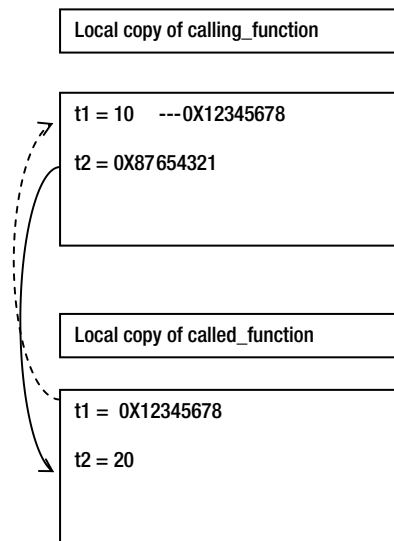 Local copy of calling_function
t1 = 10 ---0X12345678
t2 = 0X87654321
Local copy of called_function
t1 = 0X12345678
t2 = 20